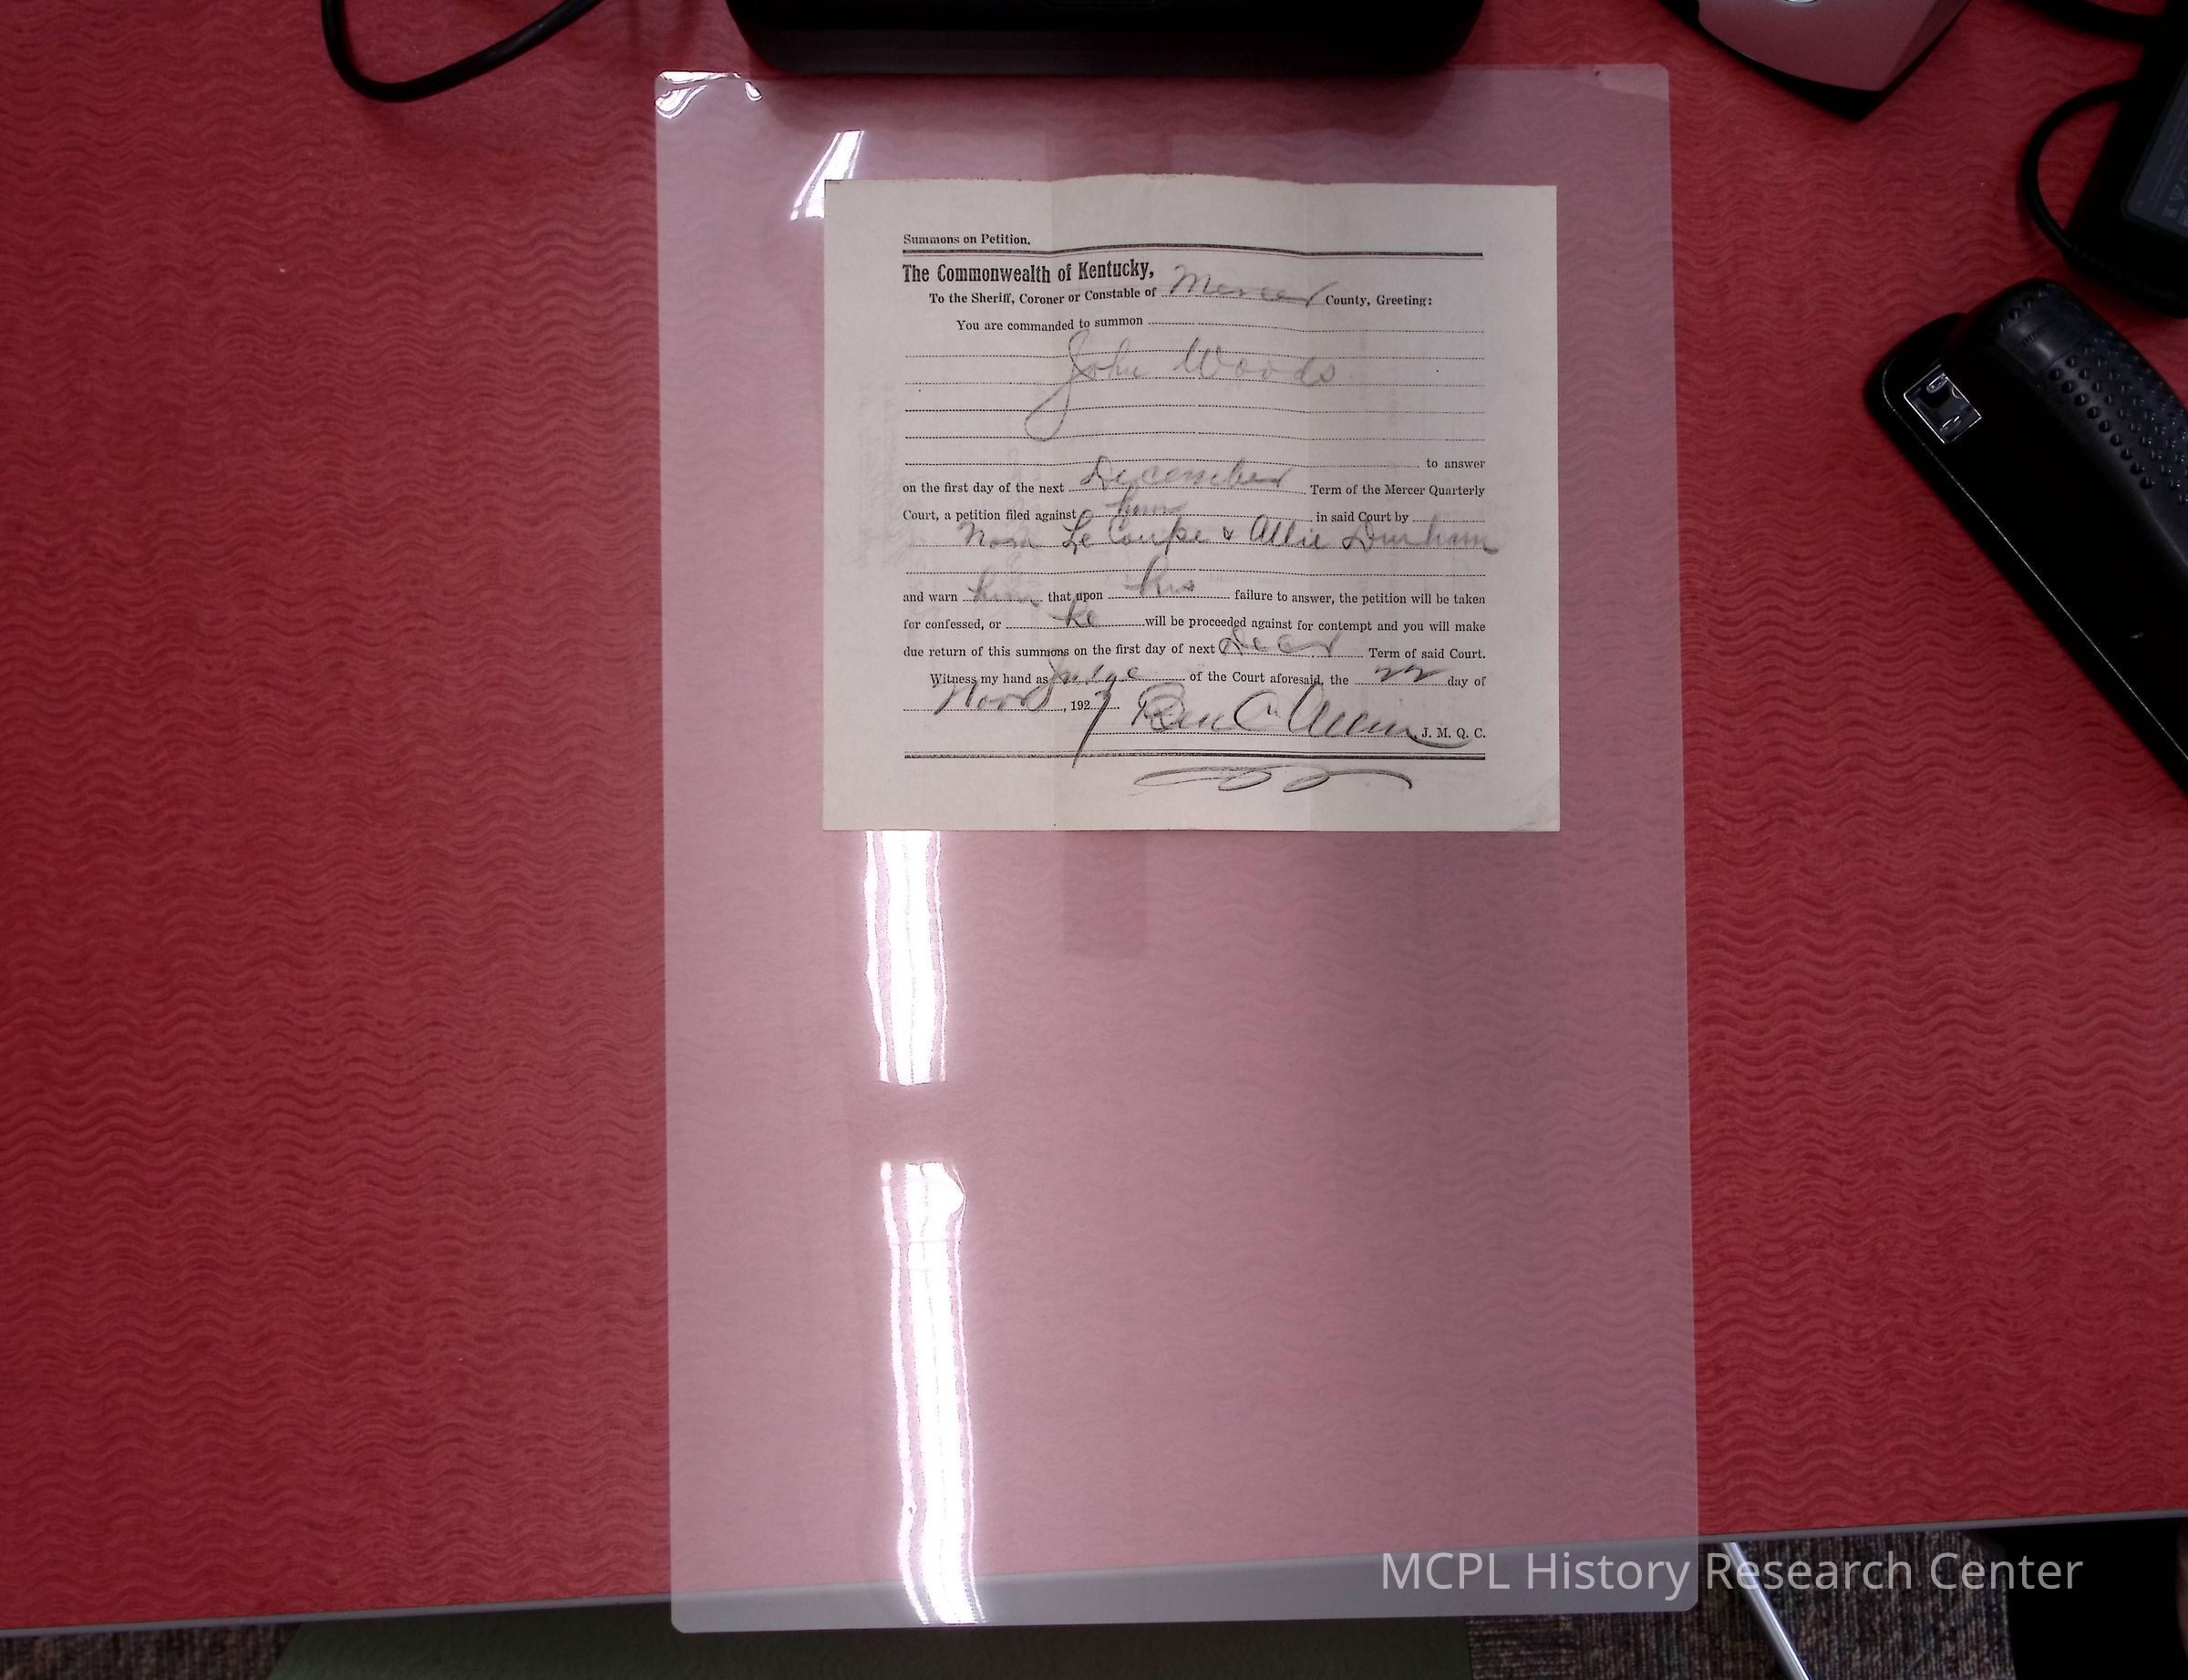 Summons on Petition.
The Commonwealth of Kentucky,
To the Sheriff, Coroner or Constable of Mercer County, Greeting:
You are commanded to summon
John Woods
to answer
on the first day of the next December Term of the Mercer Quarterly
Court, a petition filed against him in said Court by
Nora Le Coupe & Allie Durham
and warn him that upon his failure to answer, the petition will be taken
for confessed, or he will be proceeded against for contempt and you will make
due return of this summons on the first day of next Decr Term of said Court.
Witness my hand as Judge of the Court aforesaid, the 22 day of
Novr, 1927 Ben C. J. M. Q. C.
MCPL History Research Center